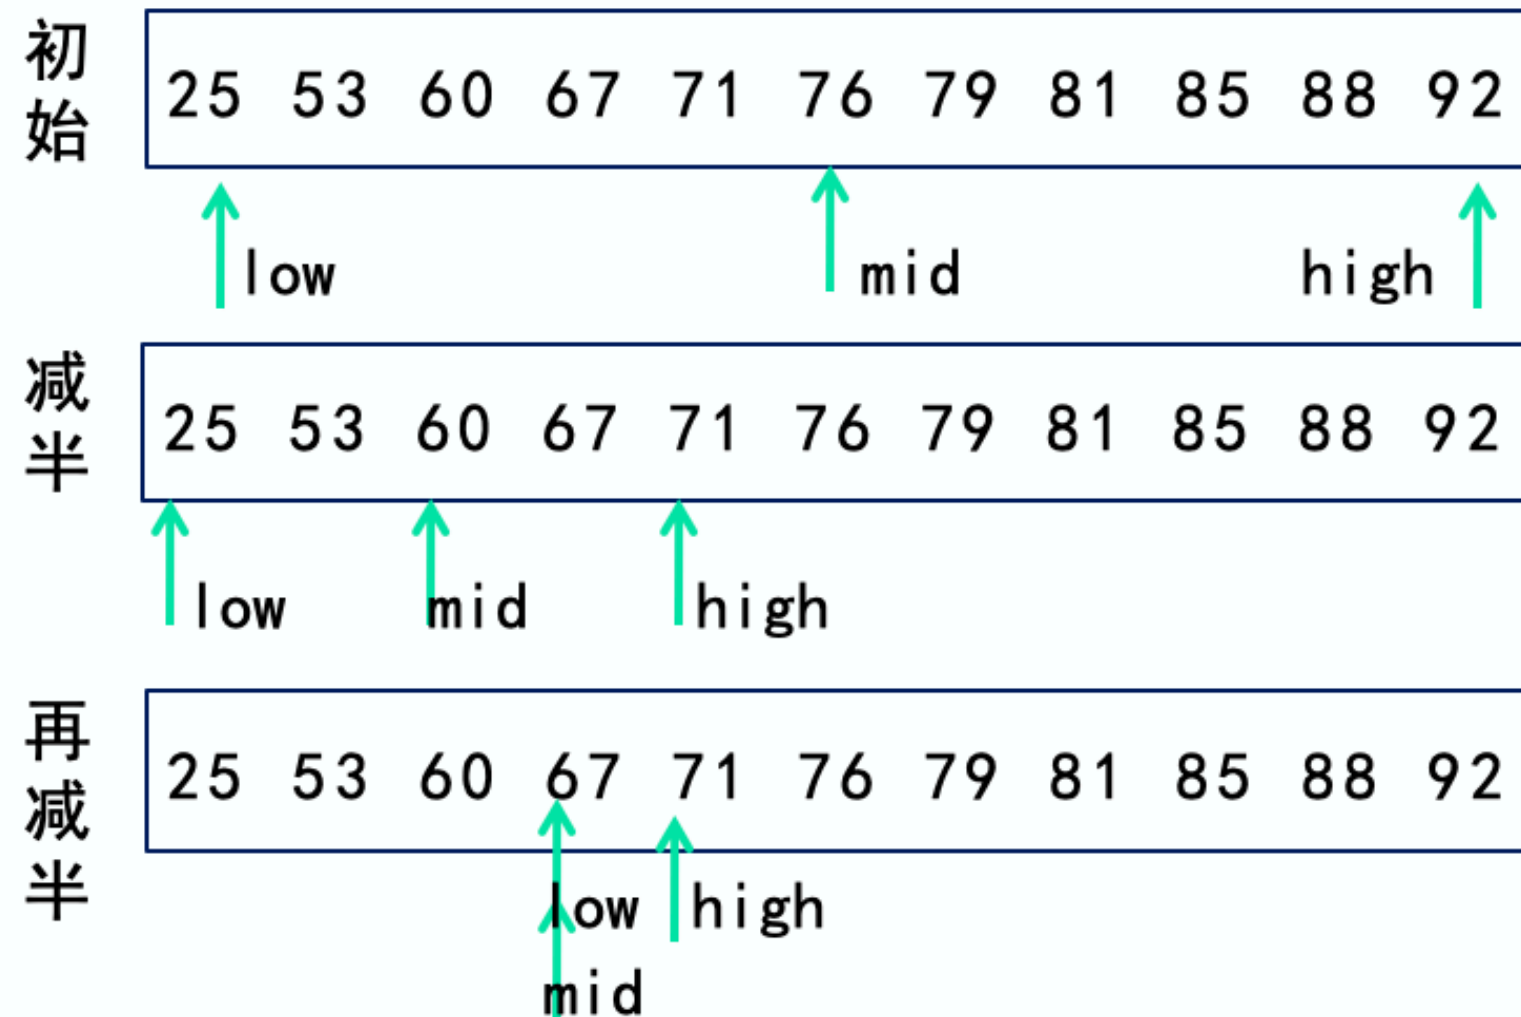 初始
25 53 60 67 71 76 79 81 85 88 92
low mid high
减半
25 53 60 67 71 76 79 81 85 88 92
low mid high
再减半
25 53 60 67 71 76 79 81 85 88 92
low high
mid